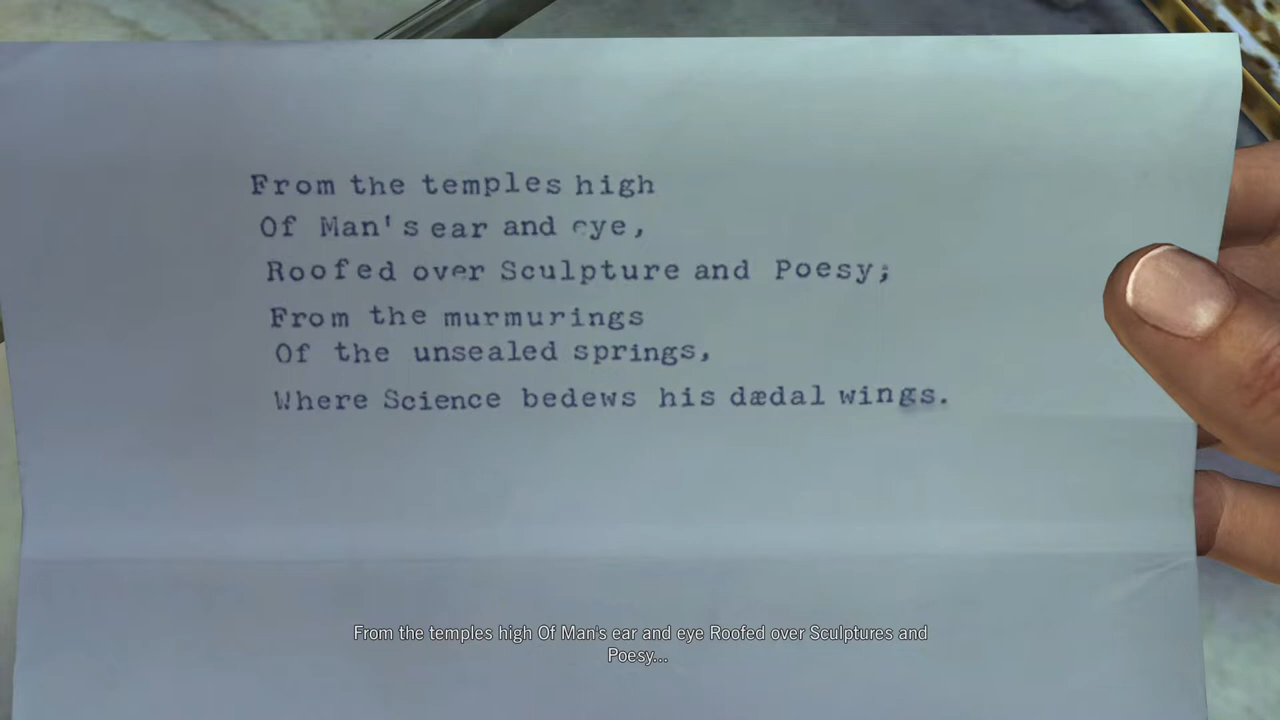 From the temples high
Of Man's ear and eye,
Roofed over Sculpture and Poesy;
From the murmurings
Of the unsealed springs,
Where Science bedews his dædal wings.
From the temples high Of Man's ear and eye Roofed over Sculptures and
Poesy...